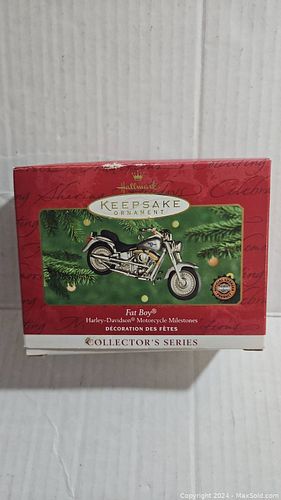 Hallmark
KEEPSAKE
ORNAMENT
Fat Boy®
Harley-Davidson® Motorcycle Milestones
DÉCORATION DES FÊTES
COLLECTOR'S SERIES
Copyright 2024 - MaxSold.com